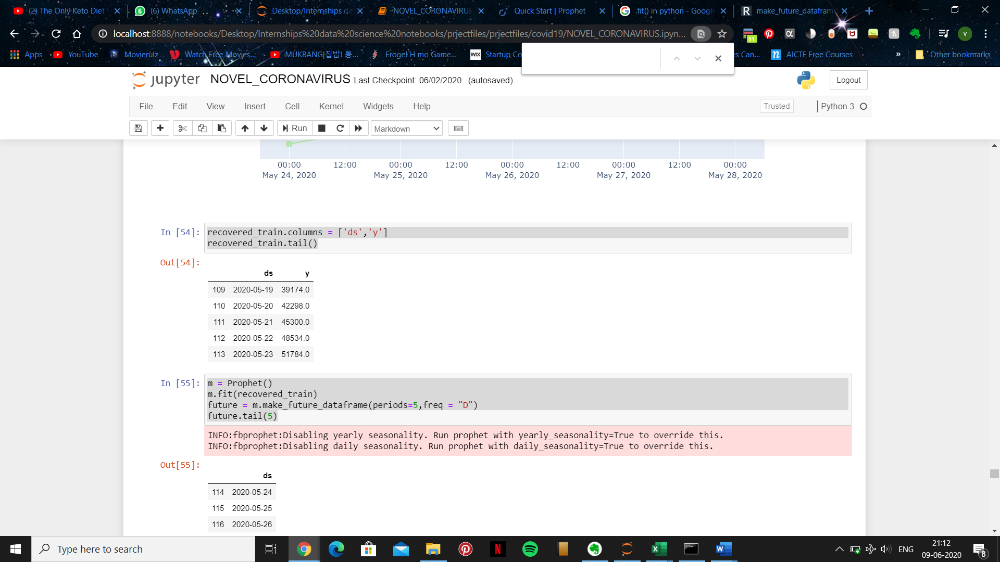 (2) The Only Keto Diet
(6) WhatsApp
Desktop/Internships da
NOVEL_CORONAVIRUS
Quick Start | Prophet
.fit() in python - Google
make_future_datafram
localhost:8888/notebooks/Desktop/Internships%20data%20science%20notebooks/prjectfiles/prjectfiles/covid19/NOVEL_CORONAVIRUS.ipyn...
11
v
Apps
YouTube
Movierulz
Watch Free Movies...
MUKBANG|집밥! 통...
Eroge! H mo Game...
WIX Startup Co
es Can...
n AICTE Free Courses
»
Other bookmarks
jupyter NOVEL_CORONAVIRUS Last Checkpoint: 06/02/2020 (autosaved)
Logout
File Edit View Insert Cell Kernel Widgets Help
Trusted
Python 3
Run
Markdown
00:00 12:00 00:00 12:00 00:00 12:00 00:00 12:00 00:00
May 24, 2020 May 25, 2020 May 26, 2020 May 27, 2020 May 28, 2020
In [54]: recovered_train.columns = ['ds','y']
recovered_train.tail()
Out[54]:
ds y
109 2020-05-19 39174.0
110 2020-05-20 42298.0
111 2020-05-21 45300.0
112 2020-05-22 48534.0
113 2020-05-23 51784.0
In [55]: m = Prophet()
m.fit(recovered_train)
future = m.make_future_dataframe(periods=5,freq = "D")
future.tail(5)
INFO:fbprophet:Disabling yearly seasonality. Run prophet with yearly_seasonality=True to override this.
INFO:fbprophet:Disabling daily seasonality. Run prophet with daily_seasonality=True to override this.
Out[55]:
ds
114 2020-05-24
115 2020-05-25
116 2020-05-26
Type here to search
ENG
21:12
09-06-2020
8